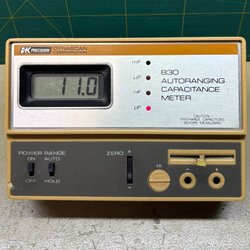 BK PRECISION
DYNASCAN
CORPORATION
11.0
mF
µF
nF
pF
830
AUTORANGING
CAPACITANCE
METER
CAUTION
DISCHARGE CAPACITORS
BEFORE MEASURING
POWER RANGE
ON AUTO
OFF HOLD
ZERO
+
-
1A
- +